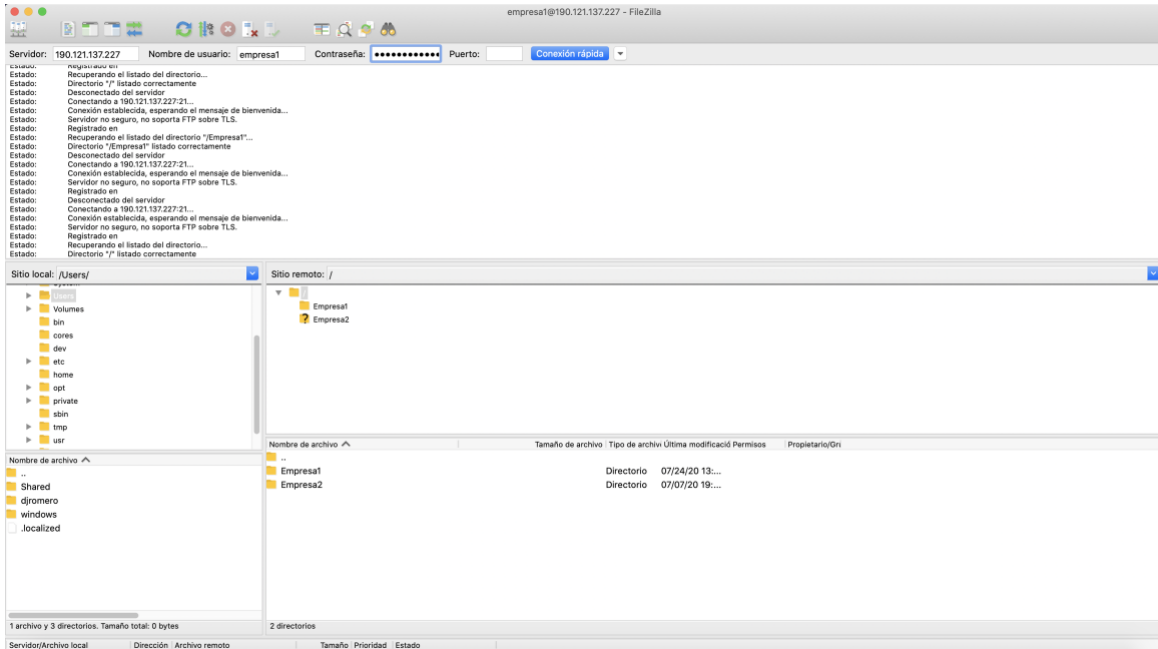 empresa1@190.121.137.227 - FileZilla
Servidor: 190.121.137.227 Nombre de usuario: empresa1 Contraseña: ●●●●●●●●●●●● Puerto: Conexión rápida
Estado: Registrado en
Estado: Recuperando el listado del directorio...
Estado: Directorio "/" listado correctamente
Estado: Desconectado del servidor
Estado: Conectando a 190.121.137.227:21...
Estado: Conexión establecida, esperando el mensaje de bienvenida...
Estado: Servidor no seguro, no soporta FTP sobre TLS.
Estado: Registrado en
Estado: Recuperando el listado del directorio "/Empresa1"...
Estado: Directorio "/Empresa1" listado correctamente
Estado: Desconectado del servidor
Estado: Conectando a 190.121.137.227:21...
Estado: Conexión establecida, esperando el mensaje de bienvenida...
Estado: Servidor no seguro, no soporta FTP sobre TLS.
Estado: Registrado en
Estado: Desconectado del servidor
Estado: Conectando a 190.121.137.227:21...
Estado: Conexión establecida, esperando el mensaje de bienvenida...
Estado: Servidor no seguro, no soporta FTP sobre TLS.
Estado: Registrado en
Estado: Recuperando el listado del directorio...
Estado: Directorio "/" listado correctamente
Sitio local: /Users/
System
Users
Volumes
bin
cores
dev
etc
home
opt
private
sbin
tmp
usr
Nombre de archivo
..
Shared
djromero
windows
.localized
1 archivo y 3 directorios. Tamaño total: 0 bytes
Sitio remoto: /
/
Empresa1
Empresa2
Nombre de archivo Tamaño de archivo Tipo de archivi Última modificació Permisos Propietario/Gri
..
Empresa1 Directorio 07/24/20 13:...
Empresa2 Directorio 07/07/20 19:...
2 directorios
Servidor/Archivo local Dirección Archivo remoto Tamaño Prioridad Estado